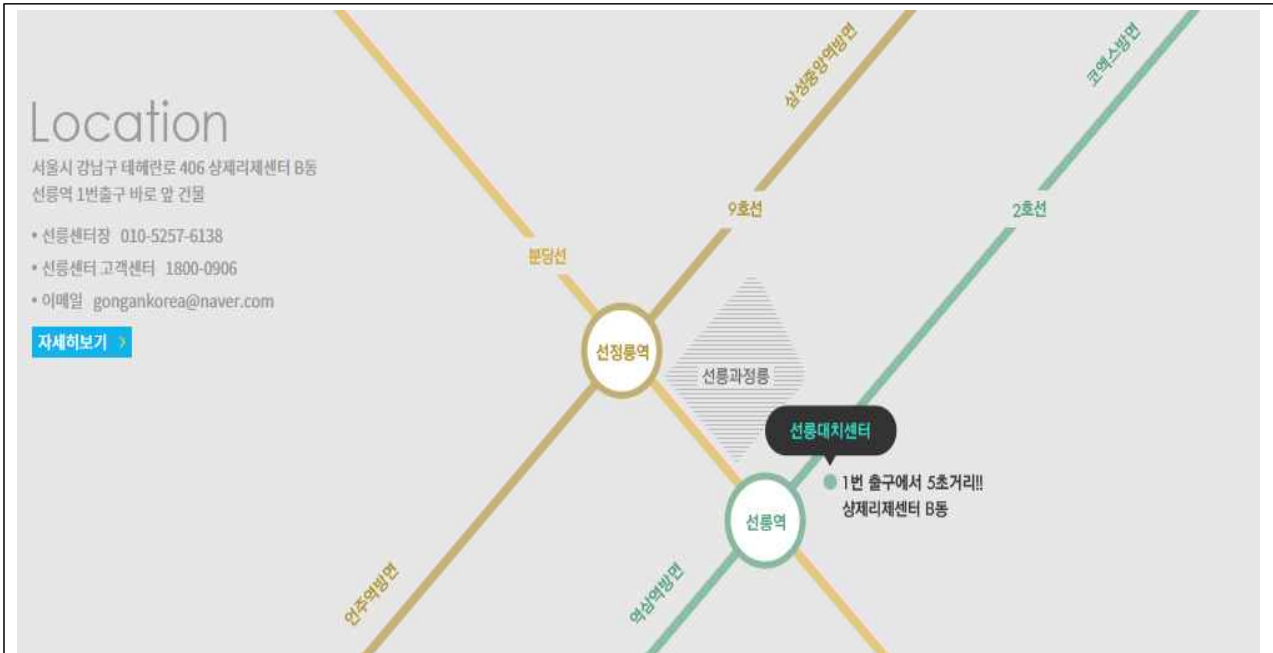 Location
서울시 강남구 테헤란로 406 샹제리제센터 B동
선릉역 1번출구 바로 앞 건물
• 선릉센터장 010-5257-6138
• 선릉센터 고객센터 1800-0906
• 이메일 gongankorea@naver.com
자세히보기 >
삼성중앙역방면
코엑스방면
9호선
2호선
분당선
선정릉역
선릉과정릉
선릉대치센터
1번 출구에서 5초거리!!
샹제리제센터 B동
선릉역
언주역방면
역삼역방면